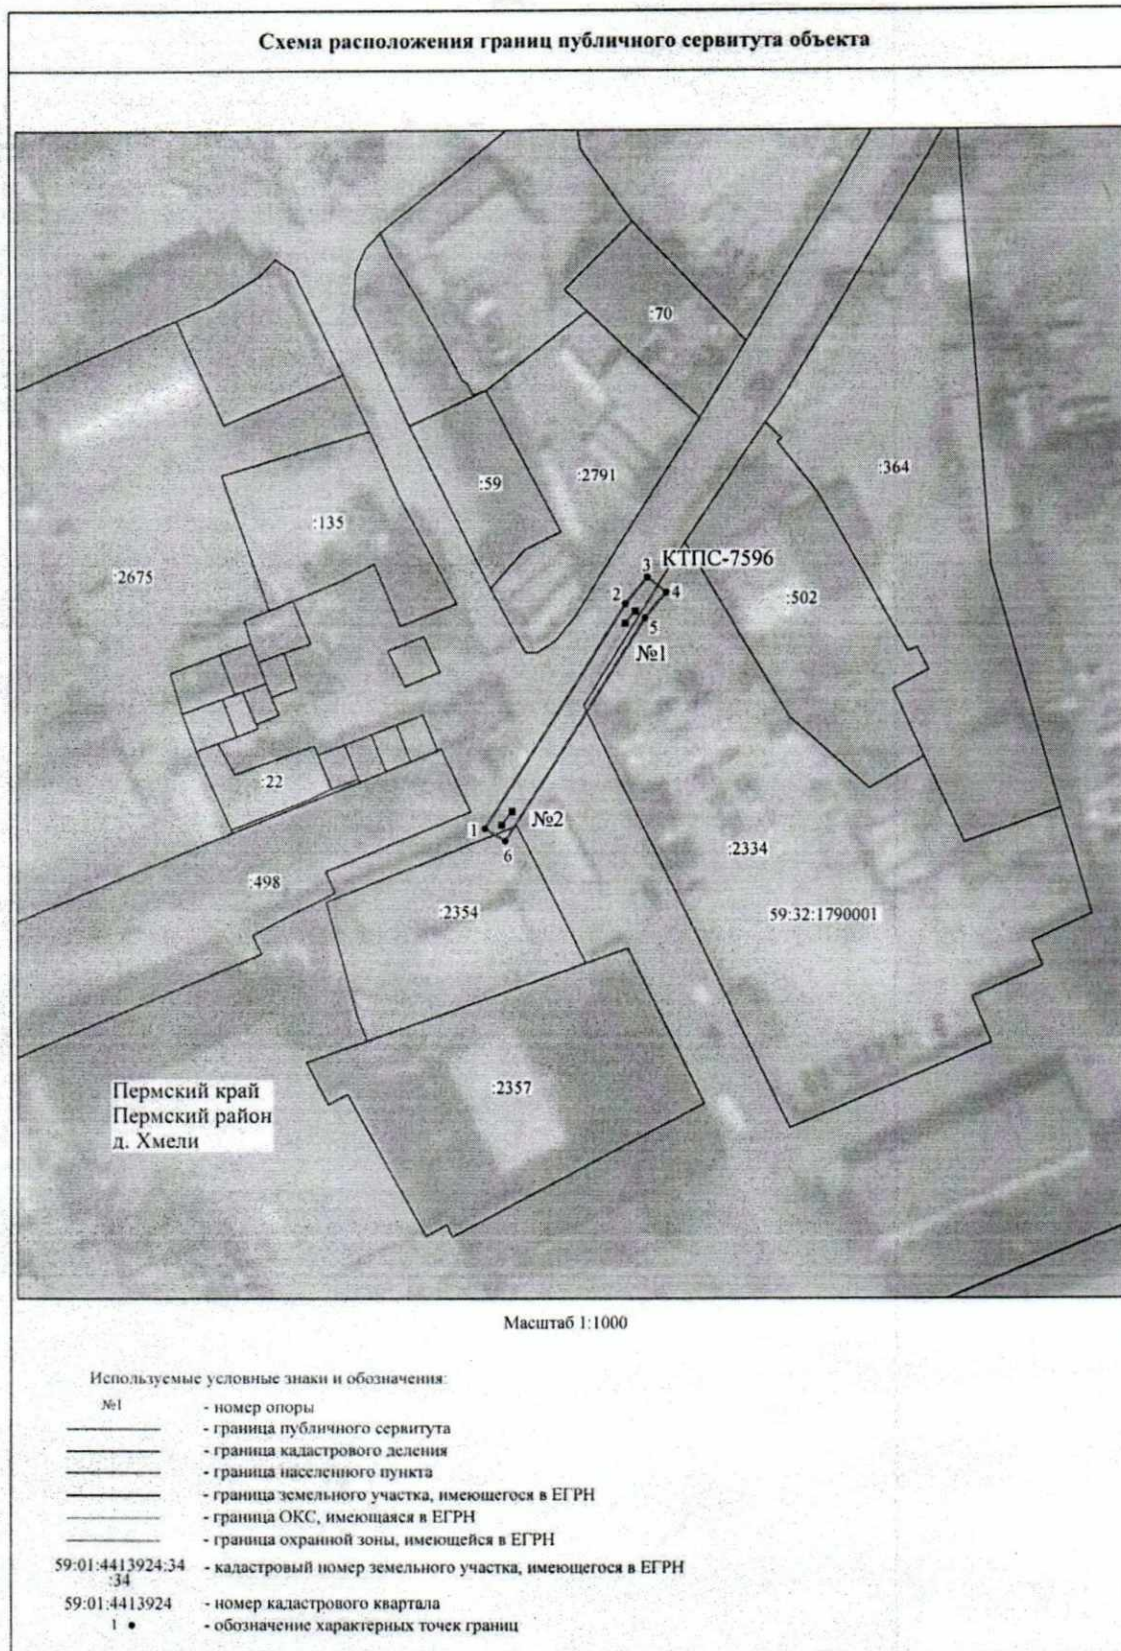 Схема расположения границ публичного сервитута объекта
:70
:364
:59
:2791
:135
:2675
3
КТПС-7596
2
4
:502
5
№1
:22
1
№2
6
:2334
:498
:2354
59:32:1790001
:2357
Пермский край
Пермский район
д. Хмели
Масштаб 1:1000
Используемые условные знаки и обозначения:
№1 - номер опоры
- граница публичного сервитута
- граница кадастрового деления
- граница населенного пункта
- граница земельного участка, имеющегося в ЕГРН
- граница ОКС, имеющаяся в ЕГРН
- граница охранной зоны, имеющейся в ЕГРН
59:01:4413924:34 - кадастровый номер земельного участка, имеющегося в ЕГРН
:34
59:01:4413924 - номер кадастрового квартала
1 - обозначение характерных точек границ